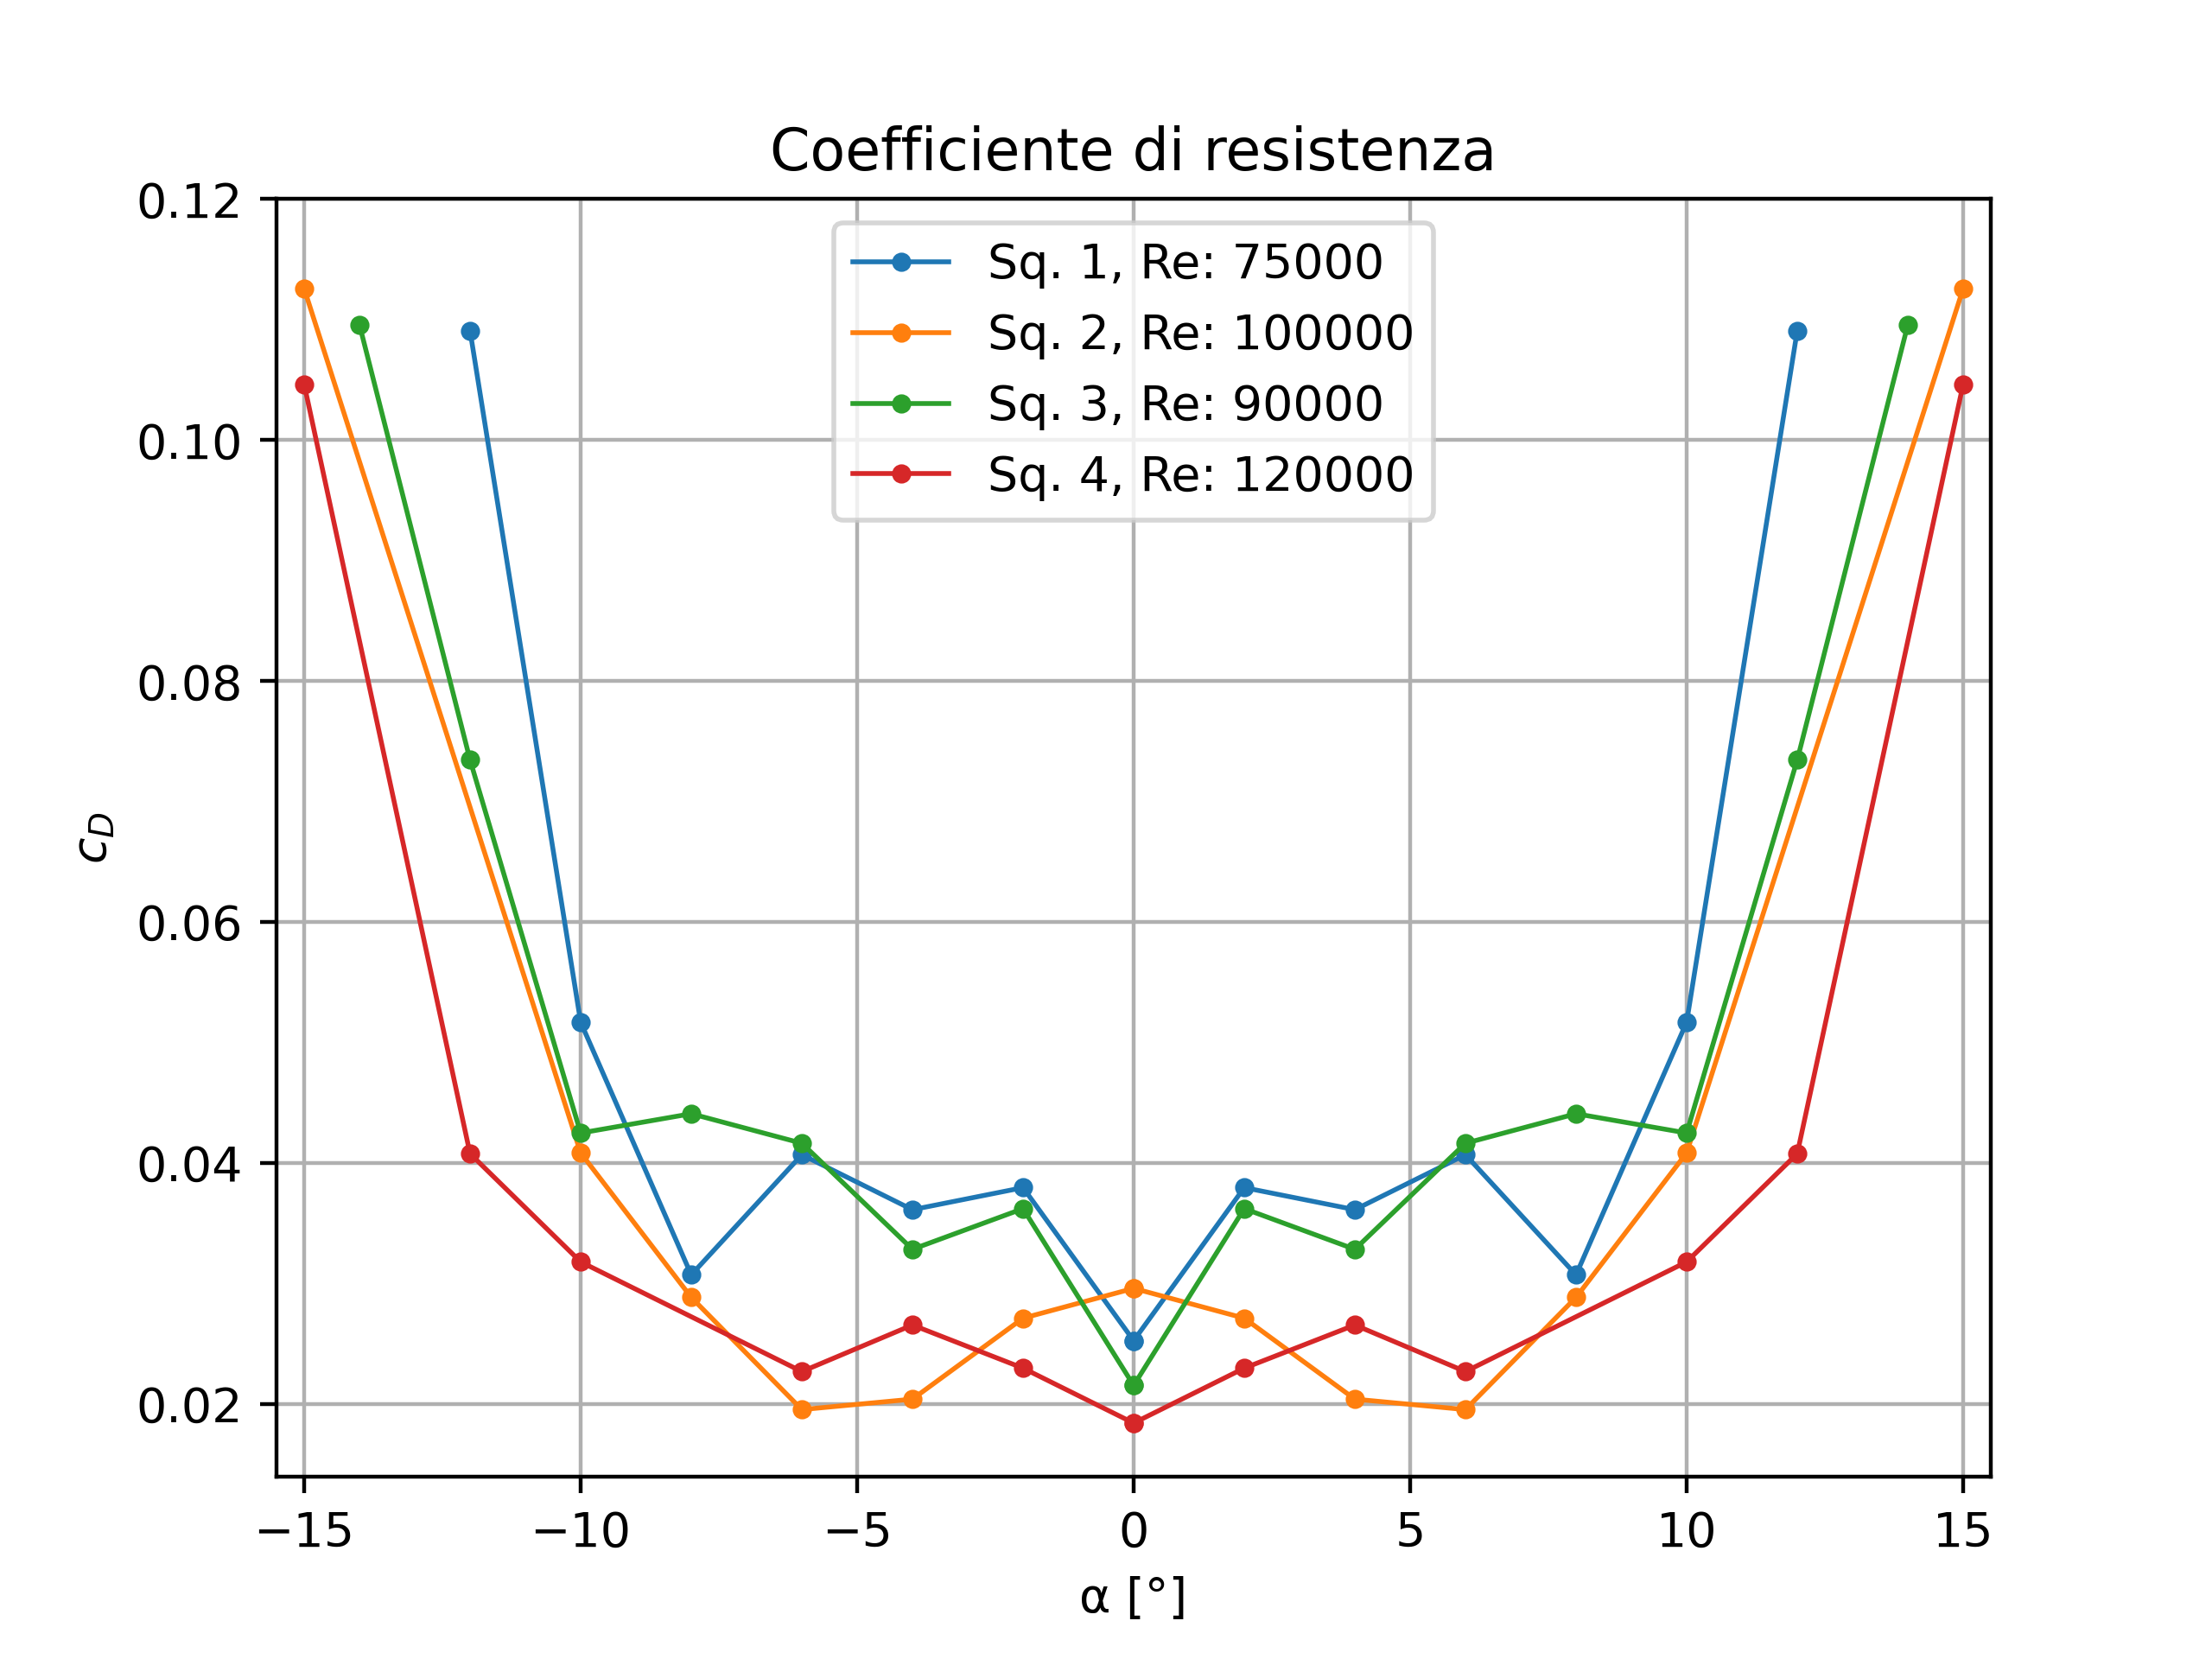 Coefficiente di resistenza
0.12
0.10
0.08
0.06
0.04
0.02
c_D
Sq. 1, Re: 75000
Sq. 2, Re: 100000
Sq. 3, Re: 90000
Sq. 4, Re: 120000
−15 −10 −5 0 5 10 15
α [°]